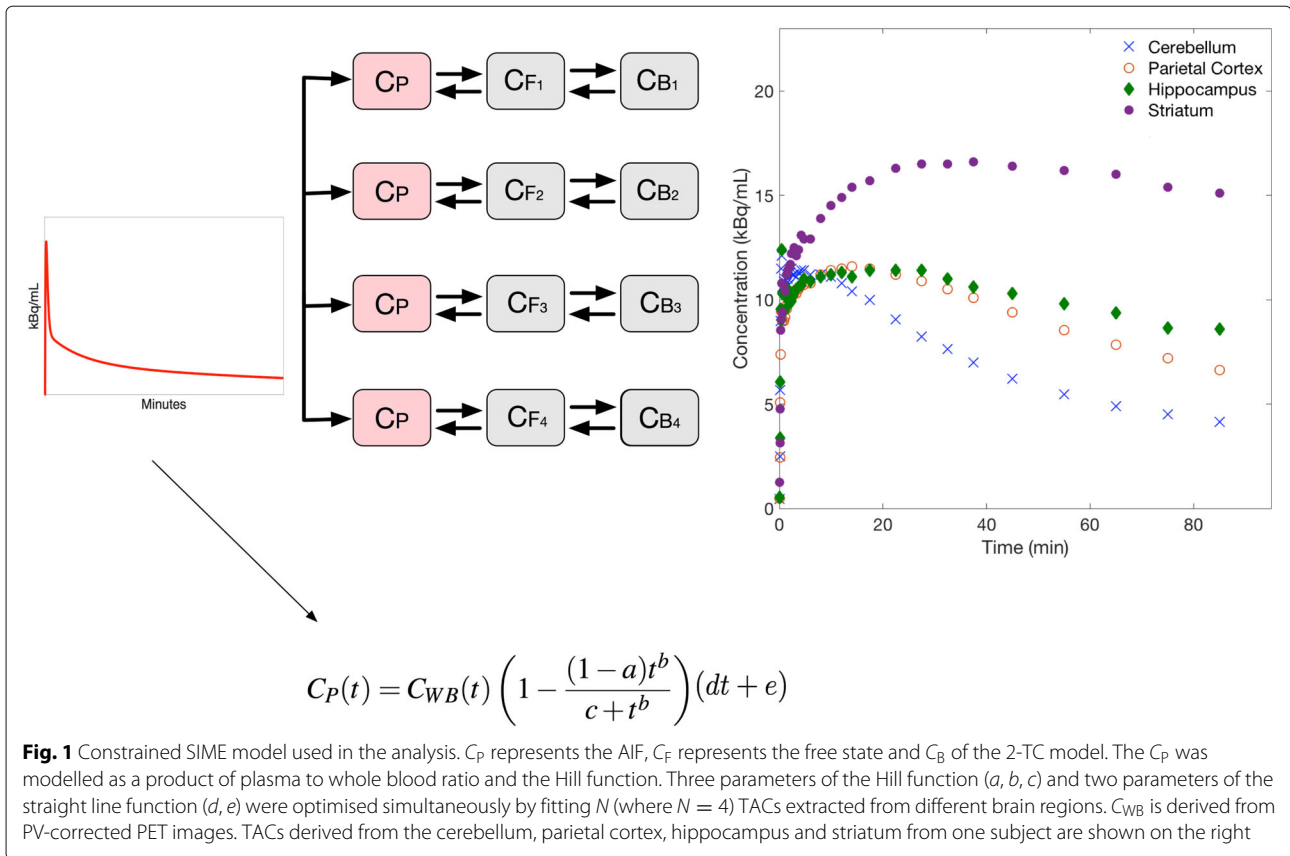 kBq/mL
Minutes
CP CF1 CB1
CP CF2 CB2
CP CF3 CB3
CP CF4 CB4
Cerebellum
Parietal Cortex
Hippocampus
Striatum
Concentration (kBq/mL)
20
15
10
5
0
0 20 40 60 80
Time (min)
C_P(t) = C_{WB}(t) (1 - \frac{(1-a)t^b}{c+t^b}) (dt+e)
Fig. 1 Constrained SIME model used in the analysis. CP represents the AIF, CF represents the free state and CB of the 2-TC model. The CP was
modelled as a product of plasma to whole blood ratio and the Hill function. Three parameters of the Hill function (a, b, c) and two parameters of the
straight line function (d, e) were optimised simultaneously by fitting N (where N = 4) TACs extracted from different brain regions. CWB is derived from
PV-corrected PET images. TACs derived from the cerebellum, parietal cortex, hippocampus and striatum from one subject are shown on the right